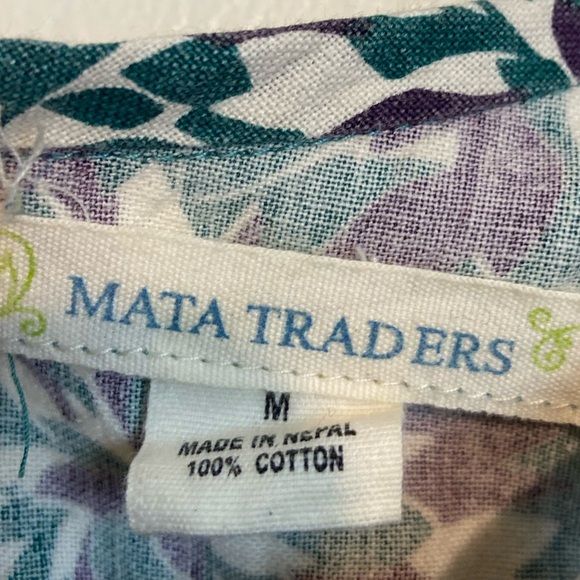 MATA TRADERS
M
MADE IN NEPAL
100% COTTON